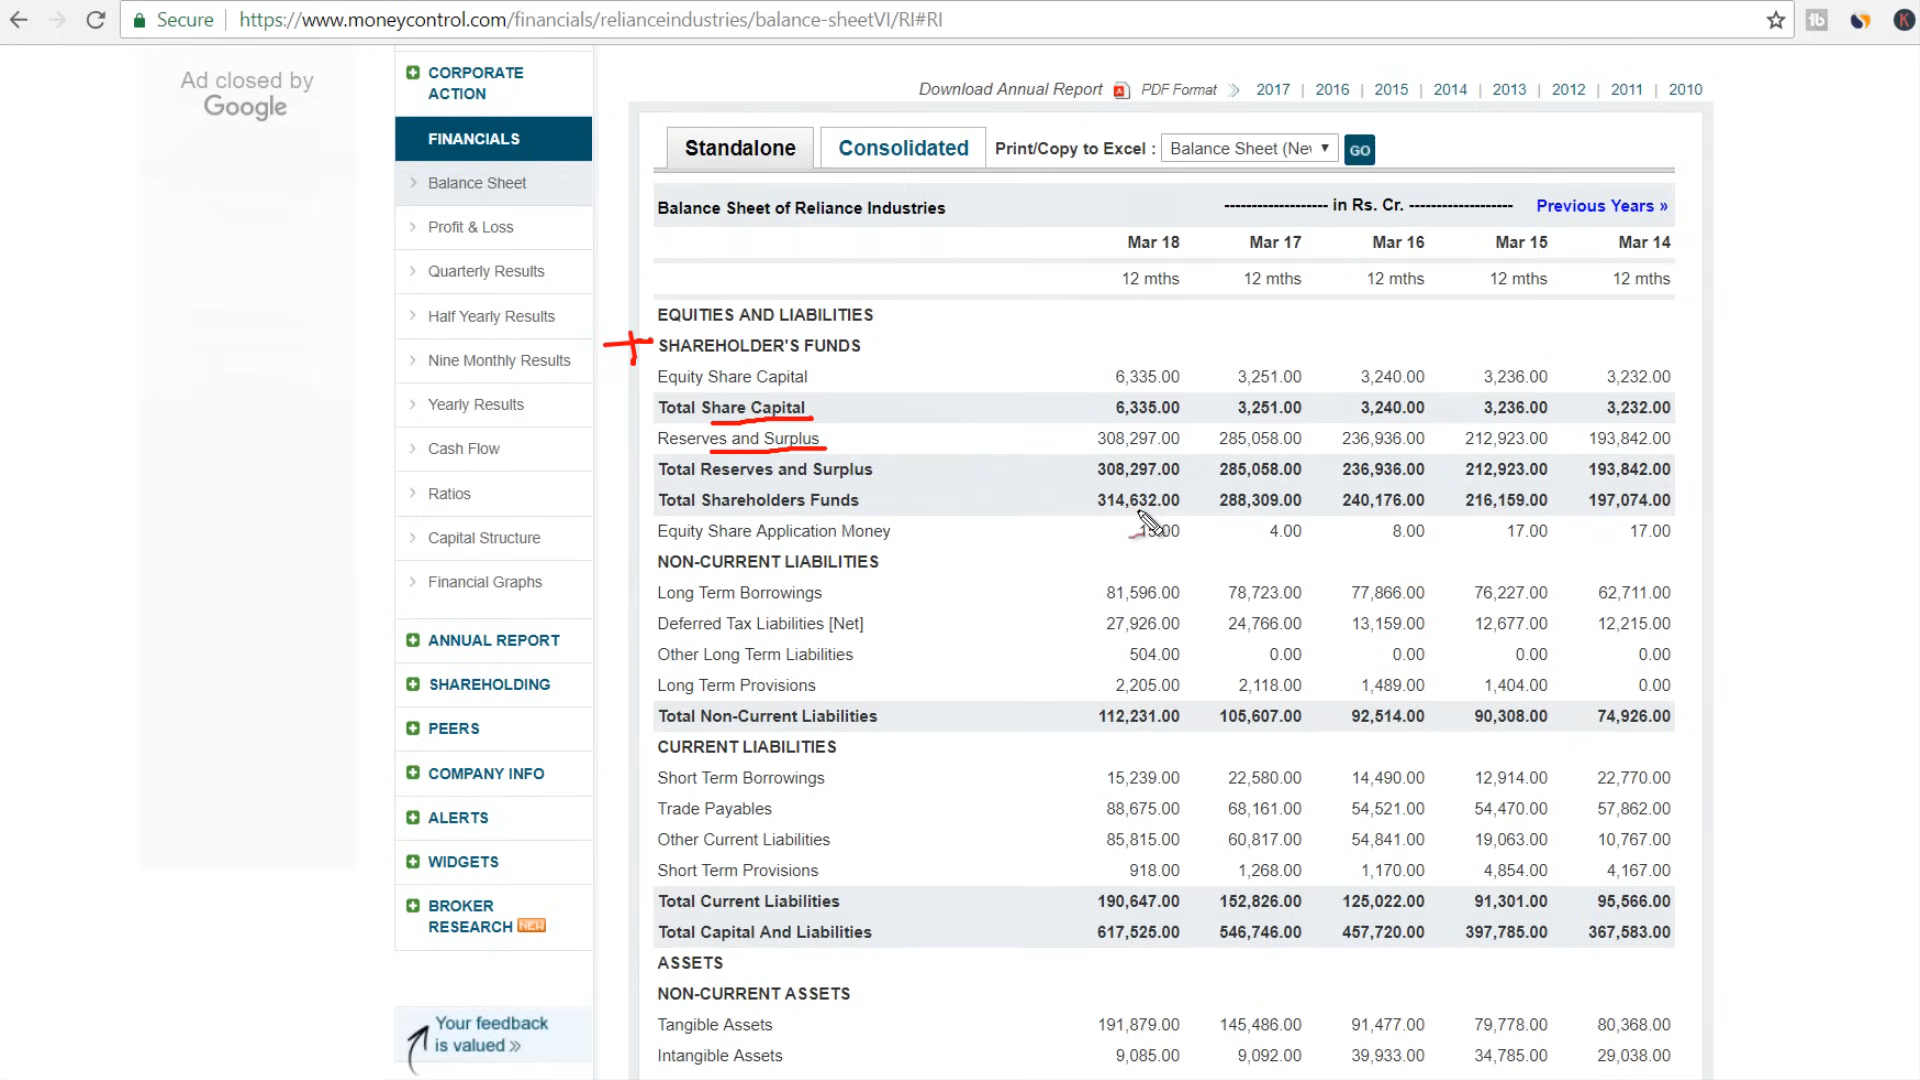 Secure https://www.moneycontrol.com/financials/relianceindustries/balance-sheetVI/RI#RI
Ad closed by
Google
CORPORATE
ACTION
FINANCIALS
Balance Sheet
Profit & Loss
Quarterly Results
Half Yearly Results
Nine Monthly Results
Yearly Results
Cash Flow
Ratios
Capital Structure
Financial Graphs
ANNUAL REPORT
SHAREHOLDING
PEERS
COMPANY INFO
ALERTS
WIDGETS
BROKER
RESEARCH NEW
Your feedback
is valued »
Download Annual Report PDF Format 2017 | 2016 | 2015 | 2014 | 2013 | 2012 | 2011 | 2010
Standalone Consolidated Print/Copy to Excel : Balance Sheet (Nev GO
Balance Sheet of Reliance Industries ------------------- in Rs. Cr. ------------------- Previous Years »
Mar 18 Mar 17 Mar 16 Mar 15 Mar 14
12 mths 12 mths 12 mths 12 mths 12 mths
EQUITIES AND LIABILITIES
SHAREHOLDER'S FUNDS
Equity Share Capital 6,335.00 3,251.00 3,240.00 3,236.00 3,232.00
Total Share Capital 6,335.00 3,251.00 3,240.00 3,236.00 3,232.00
Reserves and Surplus 308,297.00 285,058.00 236,936.00 212,923.00 193,842.00
Total Reserves and Surplus 308,297.00 285,058.00 236,936.00 212,923.00 193,842.00
Total Shareholders Funds 314,632.00 288,309.00 240,176.00 216,159.00 197,074.00
Equity Share Application Money 4.00 8.00 17.00 17.00
NON-CURRENT LIABILITIES
Long Term Borrowings 81,596.00 78,723.00 77,866.00 76,227.00 62,711.00
Deferred Tax Liabilities [Net] 27,926.00 24,766.00 13,159.00 12,677.00 12,215.00
Other Long Term Liabilities 504.00 0.00 0.00 0.00 0.00
Long Term Provisions 2,205.00 2,118.00 1,489.00 1,404.00 0.00
Total Non-Current Liabilities 112,231.00 105,607.00 92,514.00 90,308.00 74,926.00
CURRENT LIABILITIES
Short Term Borrowings 15,239.00 22,580.00 14,490.00 12,914.00 22,770.00
Trade Payables 88,675.00 68,161.00 54,521.00 54,470.00 57,862.00
Other Current Liabilities 85,815.00 60,817.00 54,841.00 19,063.00 10,767.00
Short Term Provisions 918.00 1,268.00 1,170.00 4,854.00 4,167.00
Total Current Liabilities 190,647.00 152,826.00 125,022.00 91,301.00 95,566.00
Total Capital And Liabilities 617,525.00 546,746.00 457,720.00 397,785.00 367,583.00
ASSETS
NON-CURRENT ASSETS
Tangible Assets 191,879.00 145,486.00 91,477.00 79,778.00 80,368.00
Intangible Assets 9,085.00 9,092.00 39,933.00 34,785.00 29,038.00